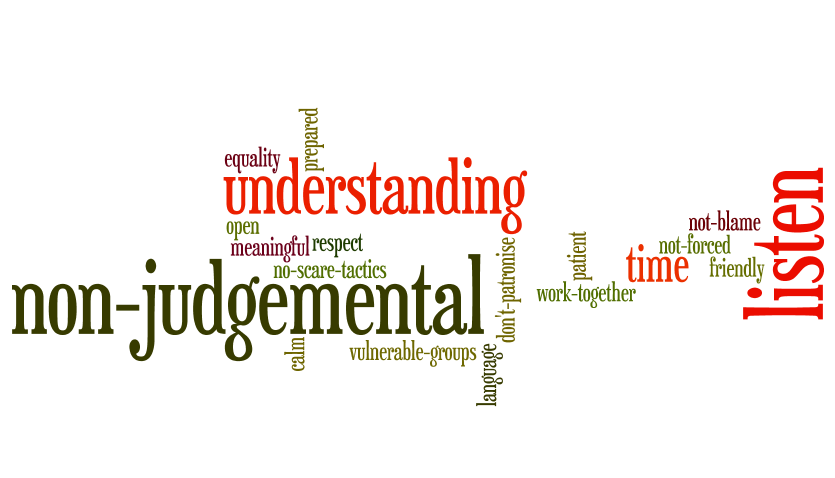 prepared
equality
understanding
open
meaningful
respect
no-scare-tactics
non-judgemental
calm
vulnerable-groups
language
don't-patronise
patient
work-together
time
not-blame
not-forced
friendly
listen